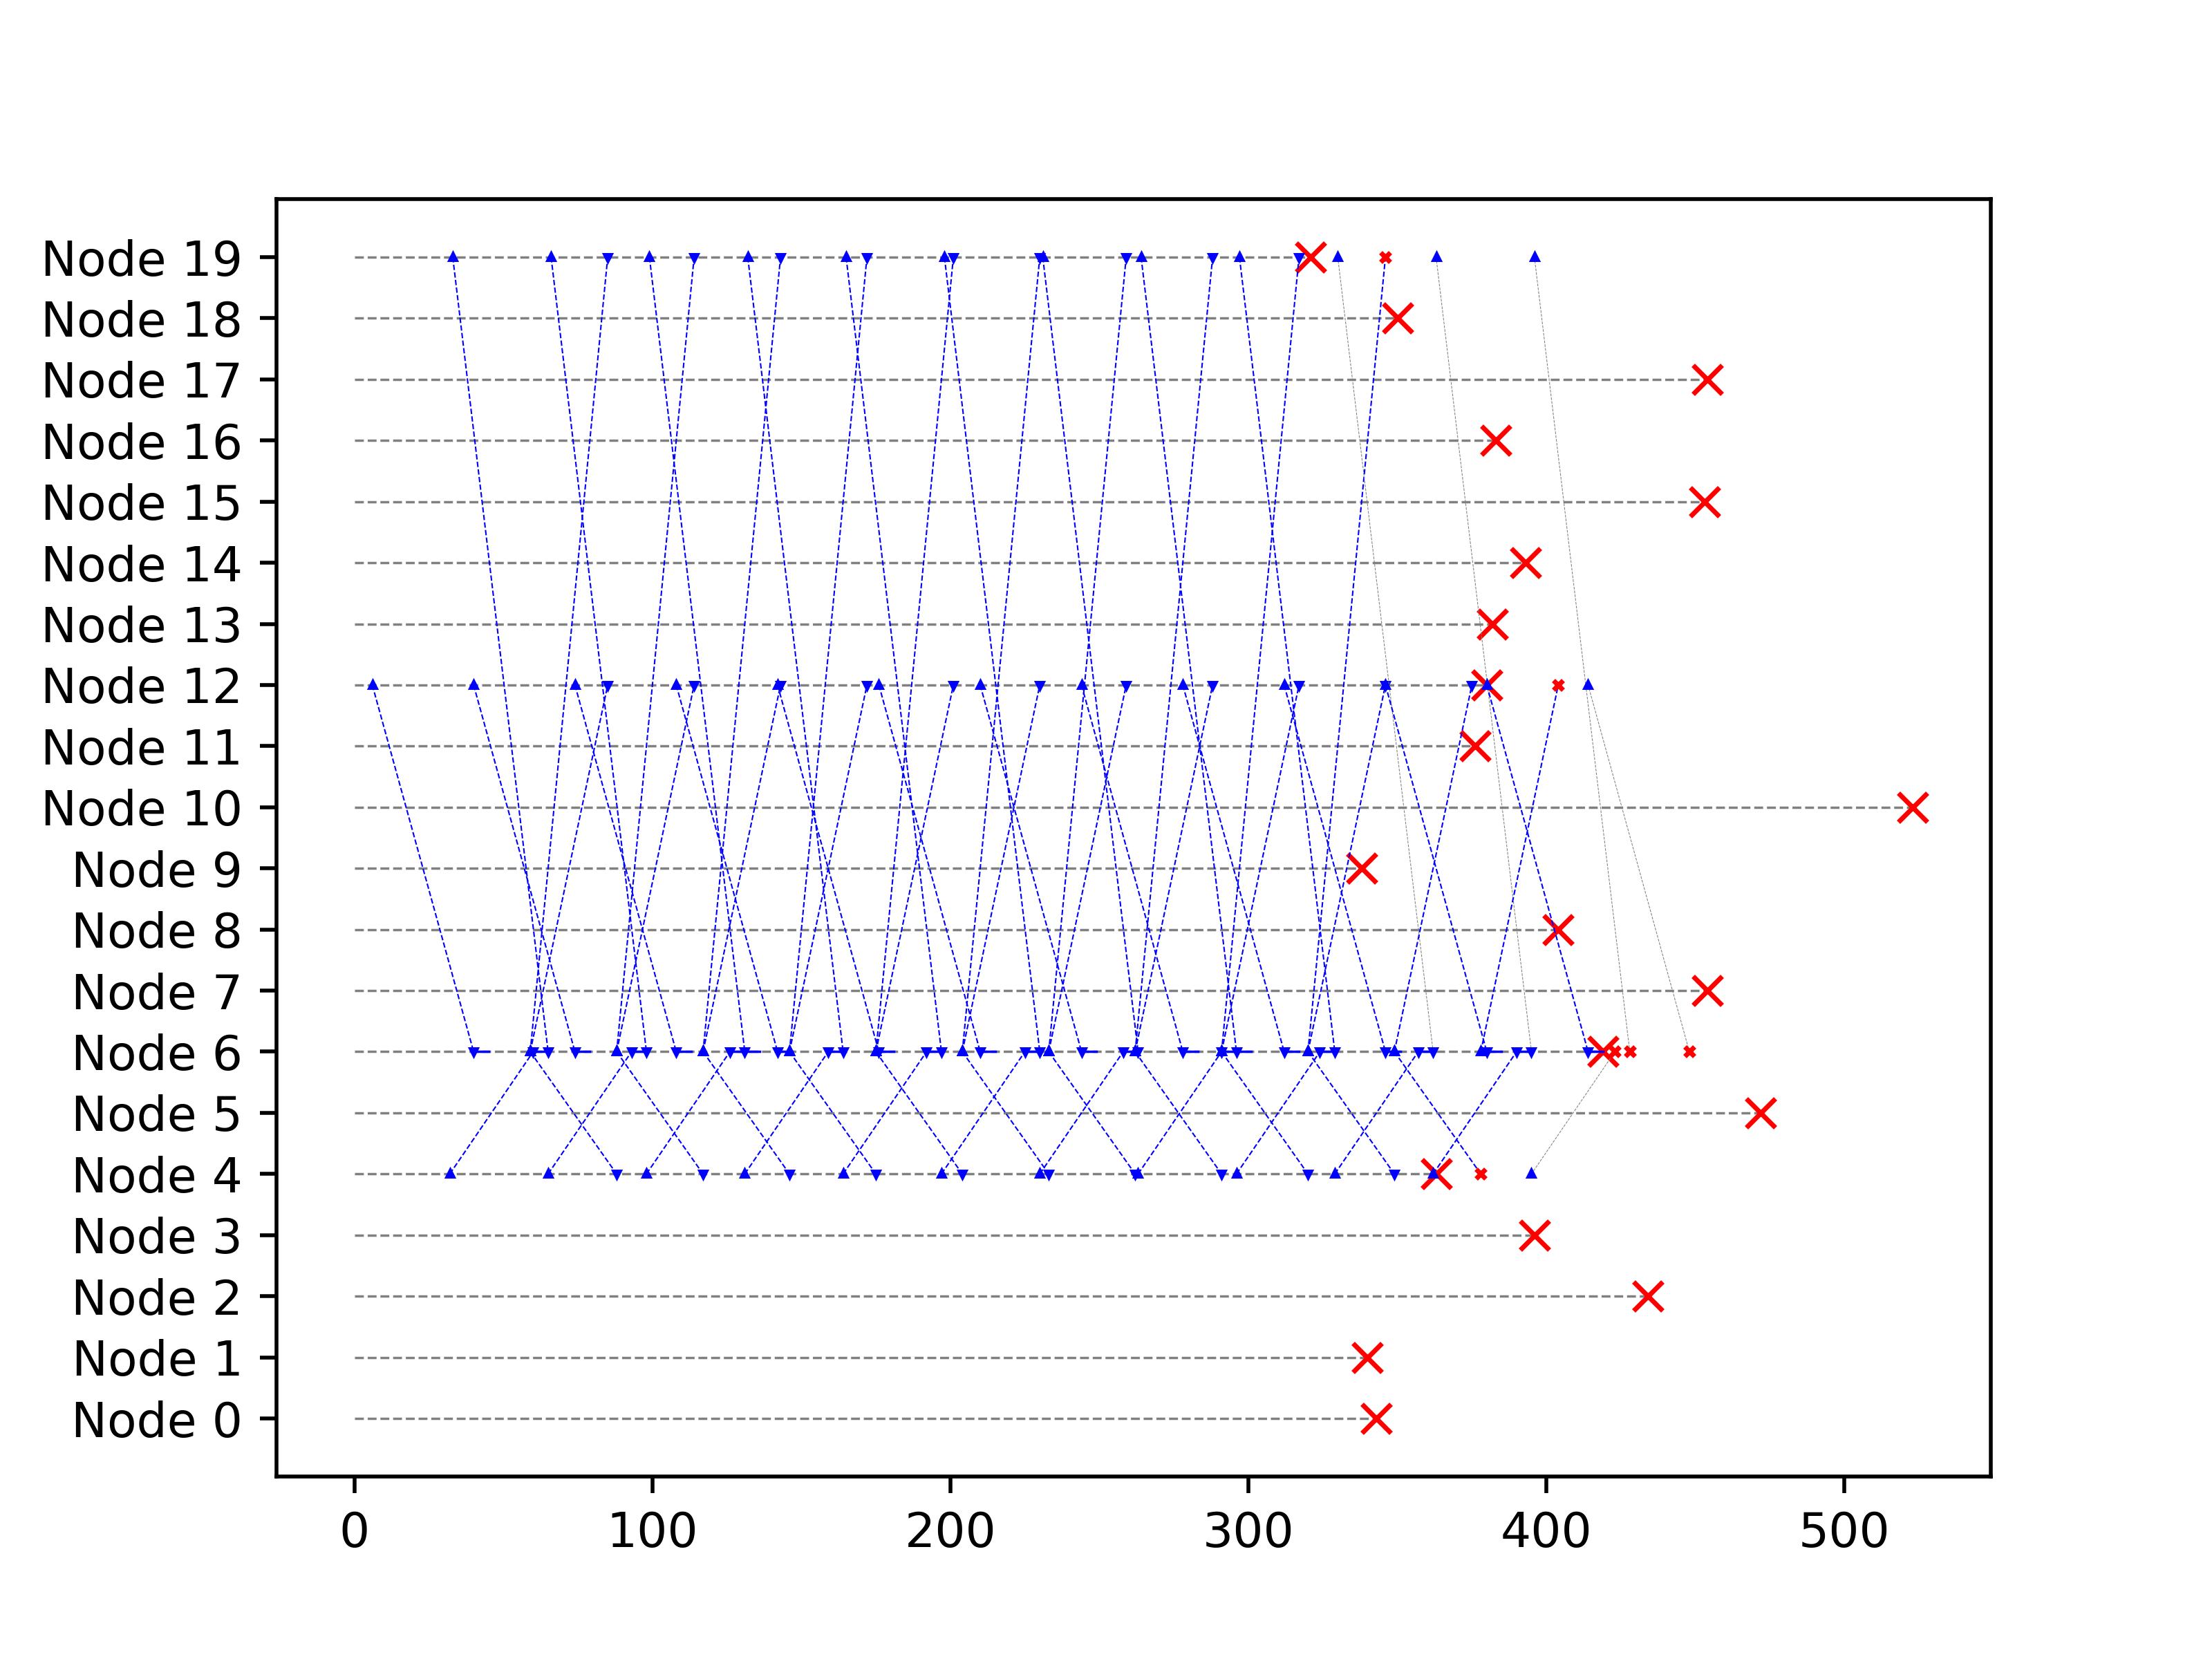 Node 19
Node 18
Node 17
Node 16
Node 15
Node 14
Node 13
Node 12
Node 11
Node 10
Node 9
Node 8
Node 7
Node 6
Node 5
Node 4
Node 3
Node 2
Node 1
Node 0
0 100 200 300 400 500